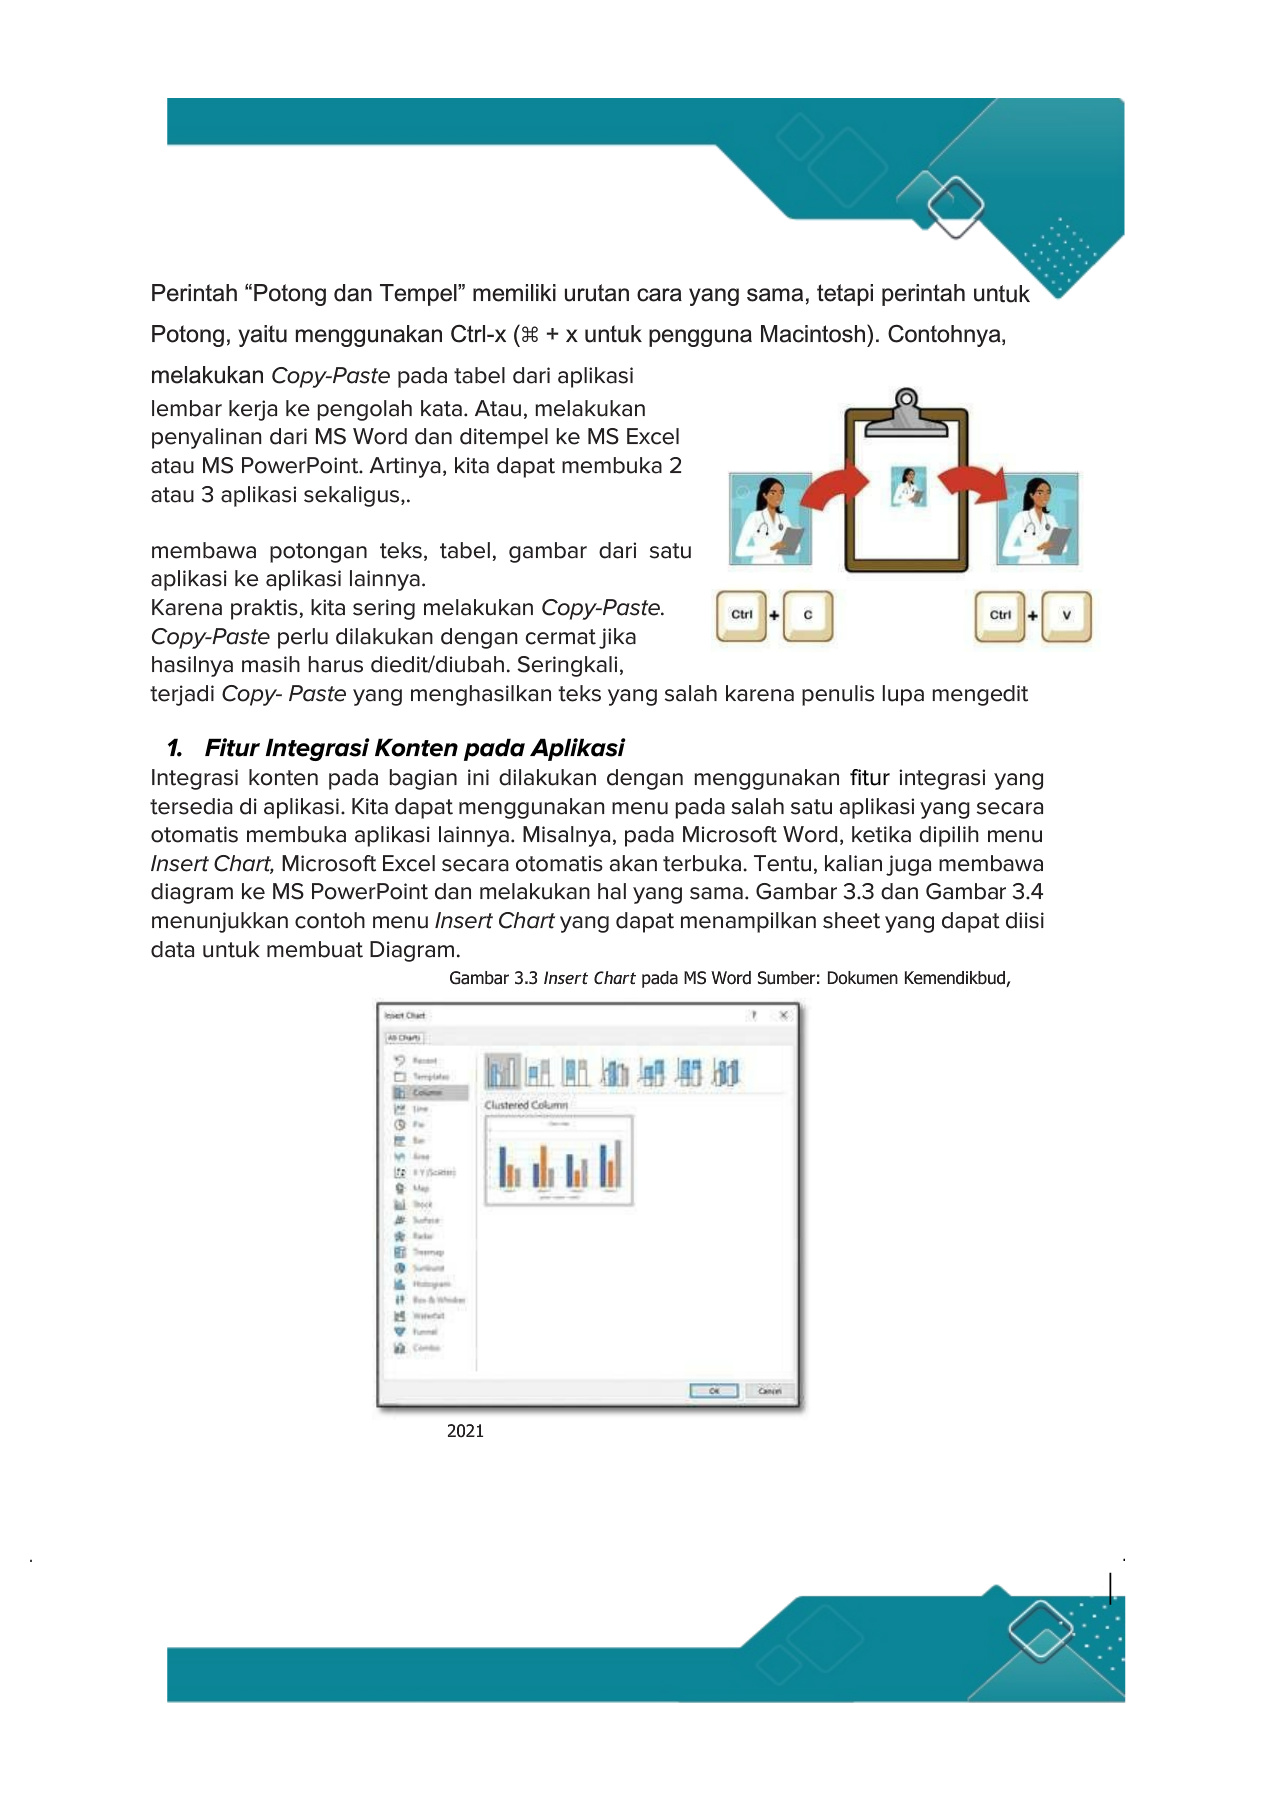 Perintah “Potong dan Tempel” memiliki urutan cara yang sama, tetapi perintah untuk
Potong, yaitu menggunakan Ctrl-x (⌘ + x untuk pengguna Macintosh). Contohnya,
melakukan Copy-Paste pada tabel dari aplikasi
lembar kerja ke pengolah kata. Atau, melakukan
penyalinan dari MS Word dan ditempel ke MS Excel
atau MS PowerPoint. Artinya, kita dapat membuka 2
atau 3 aplikasi sekaligus,.
membawa potongan teks, tabel, gambar dari satu
aplikasi ke aplikasi lainnya.
Karena praktis, kita sering melakukan Copy-Paste.
Copy-Paste perlu dilakukan dengan cermat jika
hasilnya masih harus diedit/diubah. Seringkali,
terjadi Copy- Paste yang menghasilkan teks yang salah karena penulis lupa mengedit
Ctrl + C
Ctrl + V
1. Fitur Integrasi Konten pada Aplikasi
Integrasi konten pada bagian ini dilakukan dengan menggunakan fitur integrasi yang
tersedia di aplikasi. Kita dapat menggunakan menu pada salah satu aplikasi yang secara
otomatis membuka aplikasi lainnya. Misalnya, pada Microsoft Word, ketika dipilih menu
Insert Chart, Microsoft Excel secara otomatis akan terbuka. Tentu, kalian juga membawa
diagram ke MS PowerPoint dan melakukan hal yang sama. Gambar 3.3 dan Gambar 3.4
menunjukkan contoh menu Insert Chart yang dapat menampilkan sheet yang dapat diisi
data untuk membuat Diagram.
Gambar 3.3 Insert Chart pada MS Word Sumber: Dokumen Kemendikbud,
Insert Chart ? ×
All Charts
Recent
Templates
Column
Line
Pie
Bar
Area
X Y (Scatter)
Map
Stock
Surface
Radar
Treemap
Sunburst
Histogram
Box & Whisker
Waterfall
Funnel
Combo
Clustered Column
OK
Cancel
2021